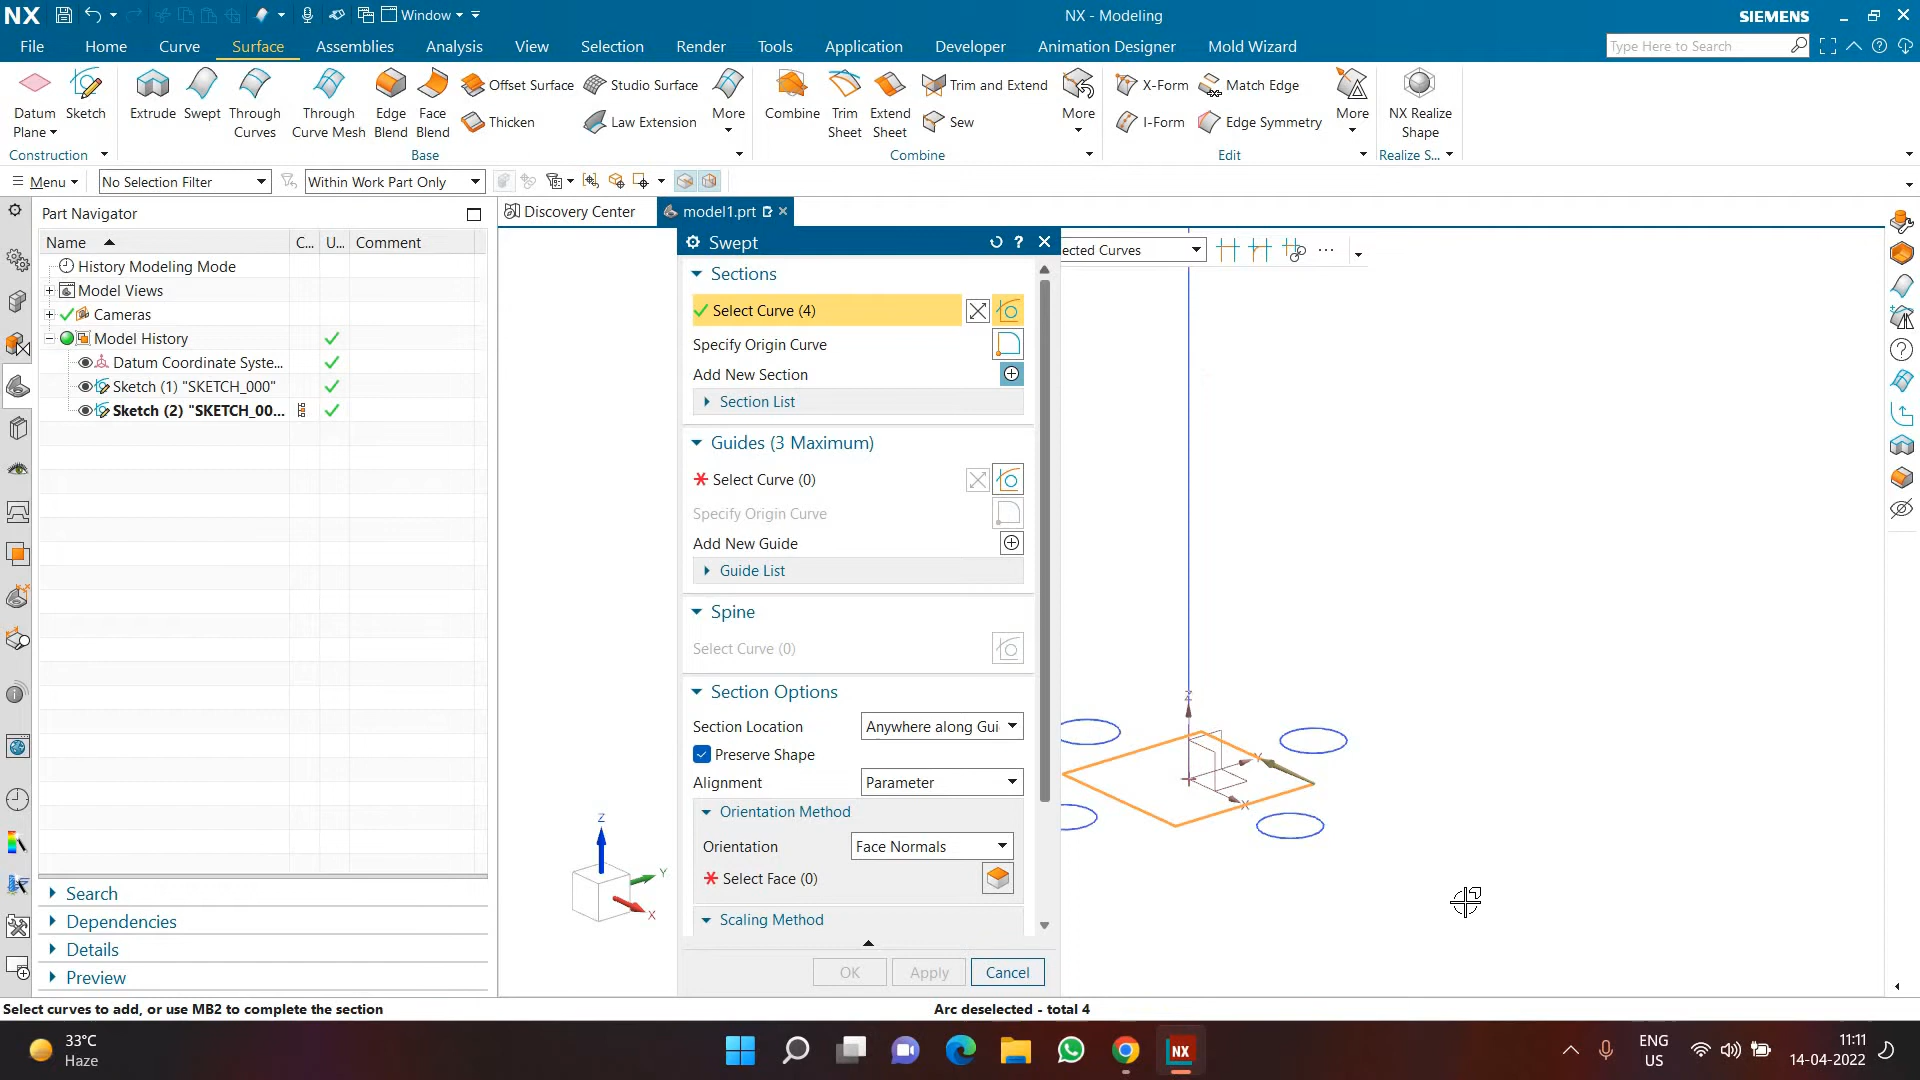 NX
Window
NX - Modeling
SIEMENS
File
Home
Curve
Surface
Assemblies
Analysis
View
Selection
Render
Tools
Application
Developer
Animation Designer
Mold Wizard
Type Here to Search
Datum
Plane
Sketch
Extrude
Swept
Through
Curves
Through
Curve Mesh
Edge
Blend
Face
Blend
Offset Surface
Thicken
Studio Surface
Law Extension
More
Combine
Trim
Sheet
Extend
Sheet
Trim and Extend
Sew
More
X-Form
I-Form
Match Edge
Edge Symmetry
More
NX Realize
Shape
Construction
Base
Combine
Edit
Realize S...
Menu
No Selection Filter
Within Work Part Only
Part Navigator
Discovery Center
model1.prt
Name
C...
U...
Comment
History Modeling Mode
Model Views
Cameras
Model History
Datum Coordinate Syste...
Sketch (1) "SKETCH_000"
Sketch (2) "SKETCH_00...
Search
Dependencies
Details
Preview
Swept
ected Curves
Sections
Select Curve (4)
Specify Origin Curve
Add New Section
Section List
Guides (3 Maximum)
Select Curve (0)
Specify Origin Curve
Add New Guide
Guide List
Spine
Select Curve (0)
Section Options
Section Location
Anywhere along Gui
Preserve Shape
Alignment
Parameter
Orientation Method
Orientation
Face Normals
Select Face (0)
Scaling Method
OK
Apply
Cancel
Z
Y
X
Z
X
Select curves to add, or use MB2 to complete the section
Arc deselected - total 4
33°C
Haze
NX
ENG
US
11:11
14-04-2022